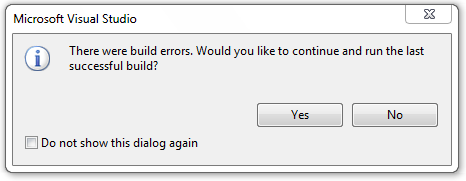 Microsoft Visual Studio
There were build errors. Would you like to continue and run the last
successful build?
Yes
No
Do not show this dialog again